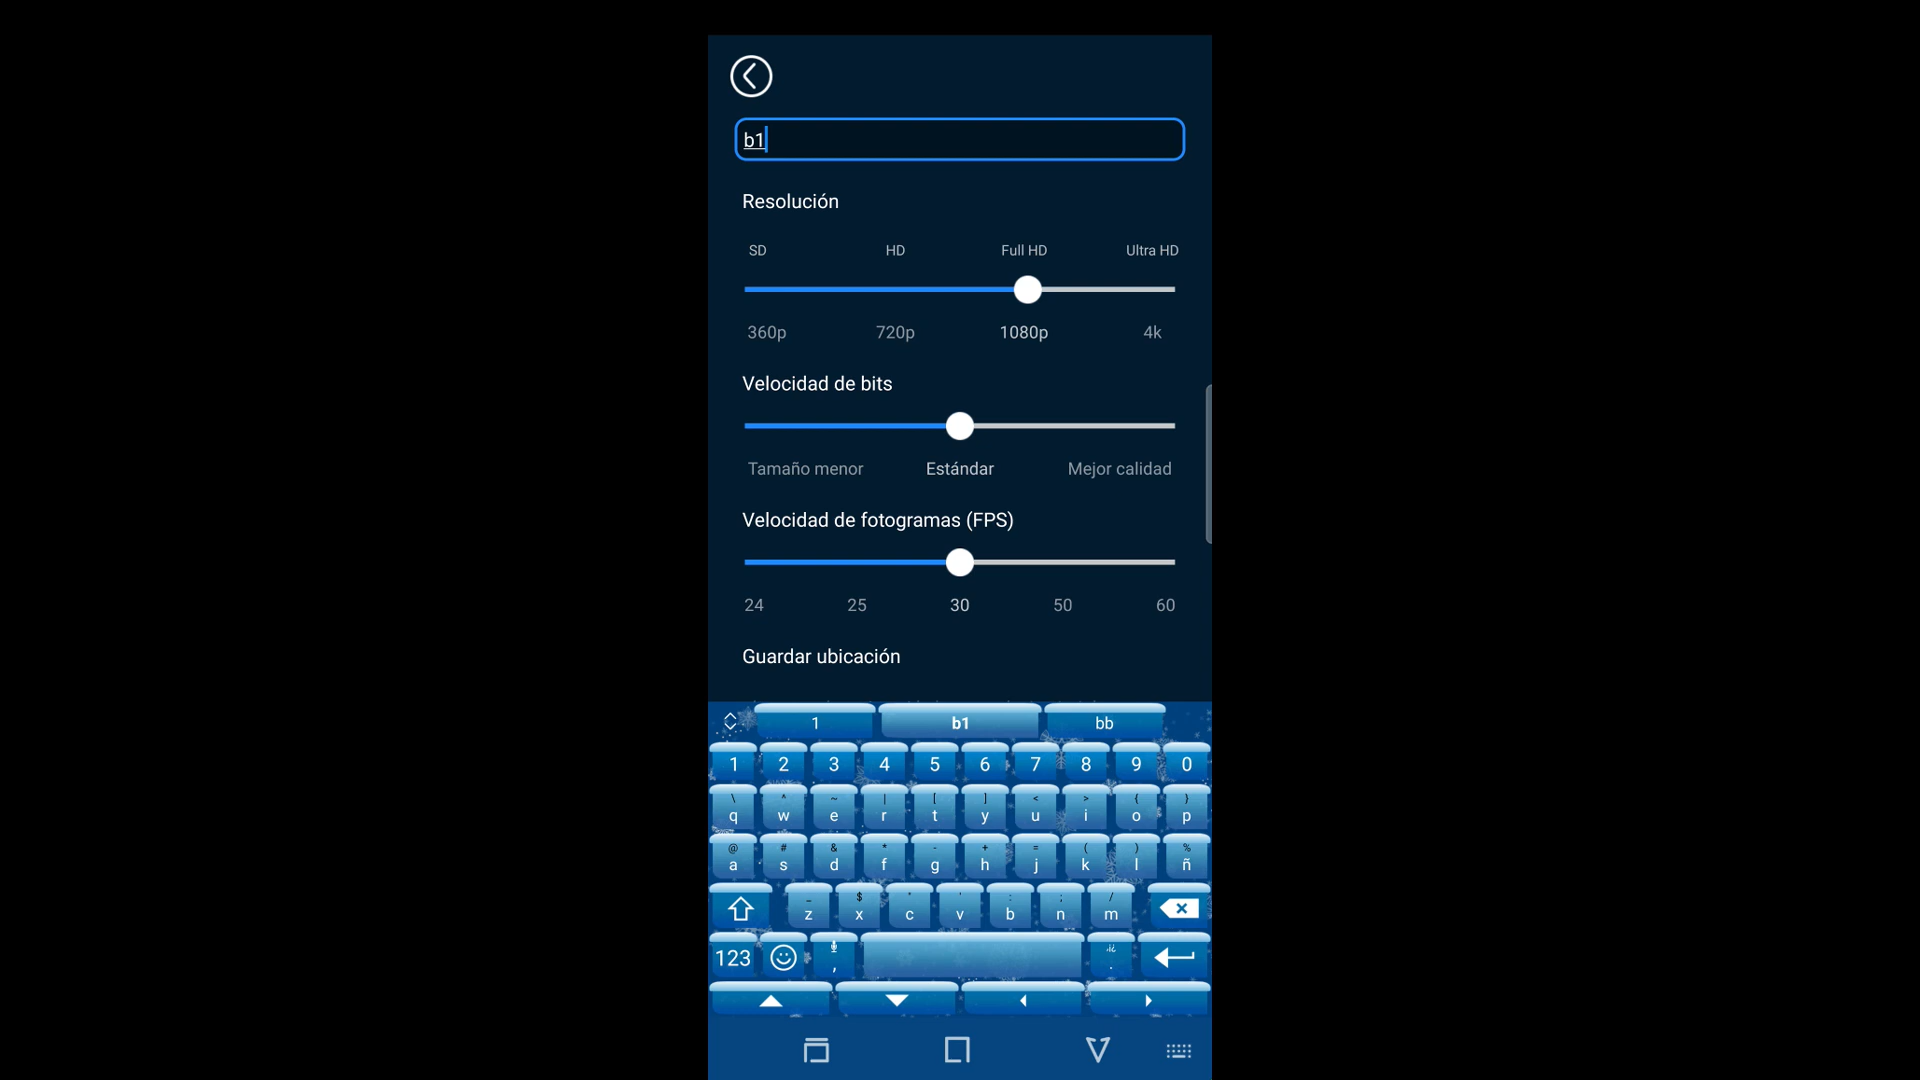 b1
Resolución
SD HD Full HD Ultra HD
360p 720p 1080p 4k
Velocidad de bits
Tamaño menor Estándar Mejor calidad
Velocidad de fotogramas (FPS)
24 25 30 50 60
Guardar ubicación
1 b1 bb
1 2 3 4 5 6 7 8 9 0
\ ^ ~ | [ ] < > { }
q w e r t y u i o p
@ # & * - + = ( ) %
a s d f g h j k l ñ
_ $ " ' : ; /
z x c v b n m
123 , .